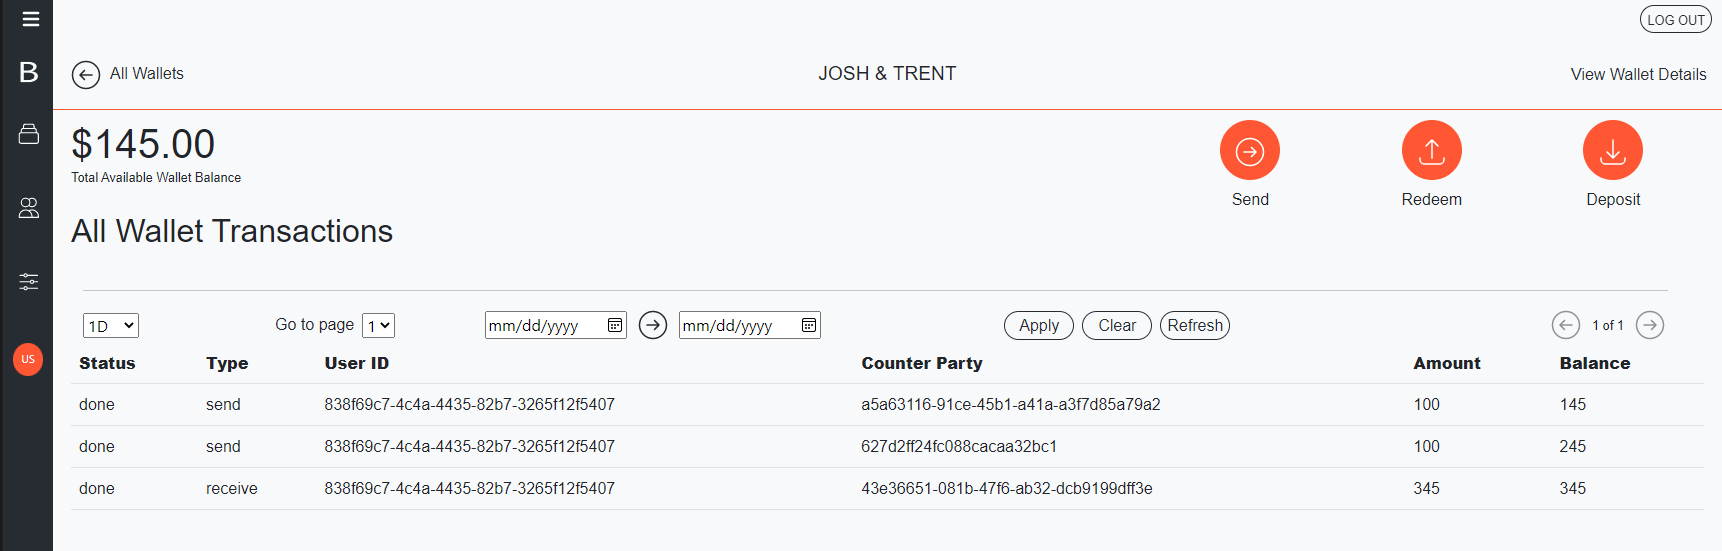 LOG OUT
B
All Wallets
JOSH & TRENT
View Wallet Details
$145.00
Total Available Wallet Balance
Send
Redeem
Deposit
All Wallet Transactions
1D
Go to page 1
mm/dd/yyyy
mm/dd/yyyy
Apply
Clear
Refresh
1 of 1
US
Status Type User ID Counter Party Amount Balance
done send 838f69c7-4c4a-4435-82b7-3265f12f5407 a5a63116-91ce-45b1-a41a-a3f7d85a79a2 100 145
done send 838f69c7-4c4a-4435-82b7-3265f12f5407 627d2ff24fc088cacaa32bc1 100 245
done receive 838f69c7-4c4a-4435-82b7-3265f12f5407 43e36651-081b-47f6-ab32-dcb9199dff3e 345 345